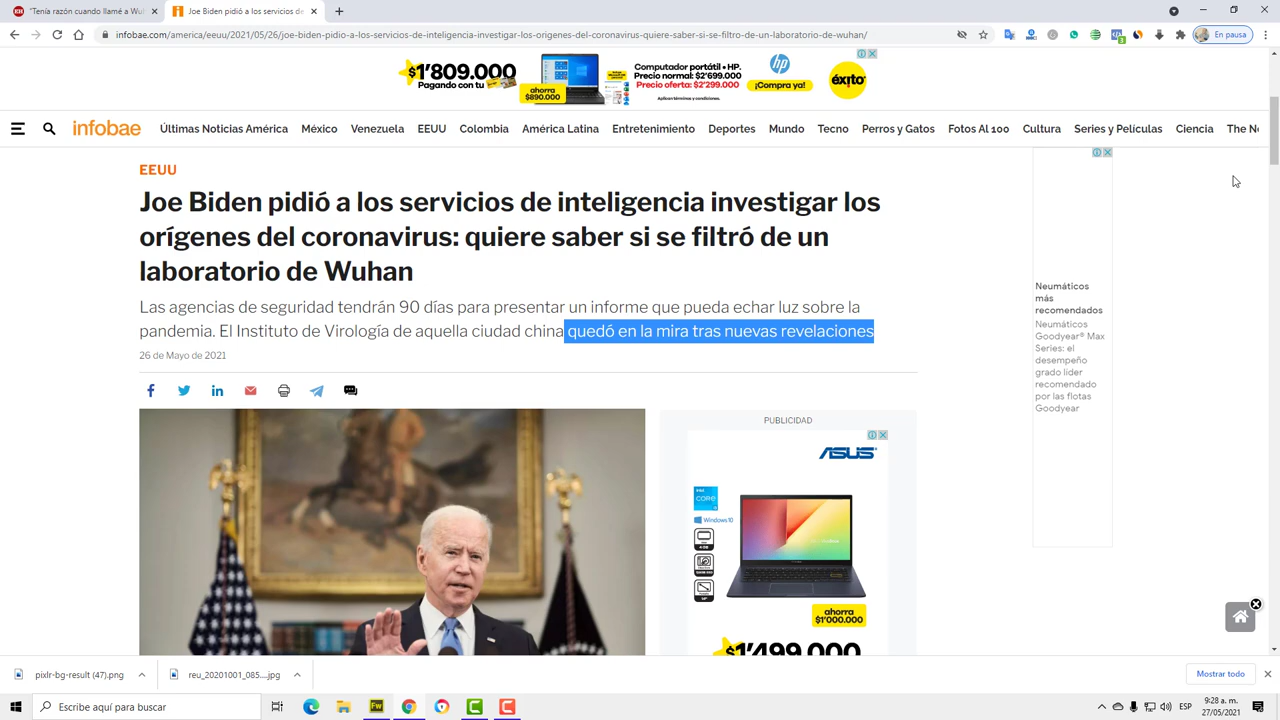 "Tenía razón cuando llamé a Wuh
Joe Biden pidió a los servicios de
infobae.com/america/eeuu/2021/05/26/joe-biden-pidio-a-los-servicios-de-inteligencia-investigar-los-origenes-del-coronavirus-quiere-saber-si-se-filtro-de-un-laboratorio-de-wuhan/
En pausa
$1'809.000
Pagando con tu
ahorra
$890.000
Computador portátil • HP.
Precio normal: $2'699.000
Precio oferta: $2'299.000
Aplican términos y condiciones.
hp
¡Compra ya!
éxito
infobae
Últimas Noticias América México Venezuela EEUU Colombia América Latina Entretenimiento Deportes Mundo Tecno Perros y Gatos Fotos Al 100 Cultura Series y Películas Ciencia The Ne
EEUU
Joe Biden pidió a los servicios de inteligencia investigar los
orígenes del coronavirus: quiere saber si se filtró de un
laboratorio de Wuhan
Las agencias de seguridad tendrán 90 días para presentar un informe que pueda echar luz sobre la
pandemia. El Instituto de Virología de aquella ciudad china quedó en la mira tras nuevas revelaciones
26 de Mayo de 2021
PUBLICIDAD
ASUS
intel
CORE
Windows 10
ahorra
$1'000.000
$1'499.000
Neumáticos
más
recomendados
Neumáticos
Goodyear® Max
Series: el
desempeño
grado líder
recomendado
por las flotas
Goodyear
pixlr-bg-result (47).png
reu_20201001_085....jpg
Mostrar todo
Escribe aquí para buscar
Fw
ESP
9:28 a. m.
27/05/2021